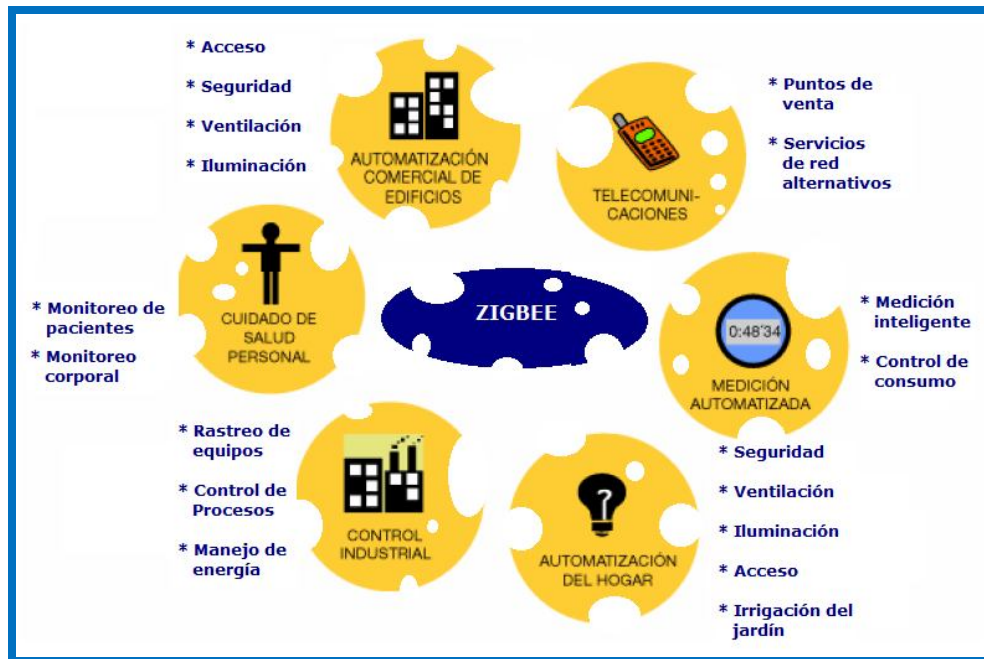 * Acceso
* Seguridad
* Ventilación
* Iluminación
AUTOMATIZACIÓN
COMERCIAL DE
EDIFICIOS
TELECOMUNI-
CACIONES
* Puntos de
venta
* Servicios
de red
alternativos
* Monitoreo de
pacientes
* Monitoreo
corporal
CUIDADO DE
SALUD
PERSONAL
ZIGBEE
0:48'34
MEDICIÓN
AUTOMATIZADA
* Medición
inteligente
* Control de
consumo
* Rastreo de
equipos
* Control de
Procesos
* Manejo de
energía
CONTROL
INDUSTRIAL
?
AUTOMATIZACIÓN
DEL HOGAR
* Seguridad
* Ventilación
* Iluminación
* Acceso
* Irrigación del
jardín